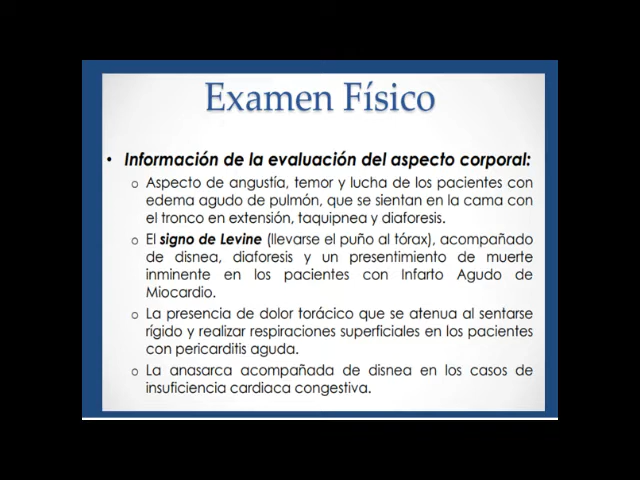 Examen Físico
• Información de la evaluación del aspecto corporal:
o Aspecto de angustía, temor y lucha de los pacientes con
edema agudo de pulmón, que se sientan en la cama con
el tronco en extensión, taquipnea y diaforesis.
o El signo de Levine (llevarse el puño al tórax), acompañado
de disnea, diaforesis y un presentimiento de muerte
inminente en los pacientes con Infarto Agudo de
Miocardio.
o La presencia de dolor torácico que se atenua al sentarse
rígido y realizar respiraciones superficiales en los pacientes
con pericarditis aguda.
o La anasarca acompañada de disnea en los casos de
insuficiencia cardiaca congestiva.